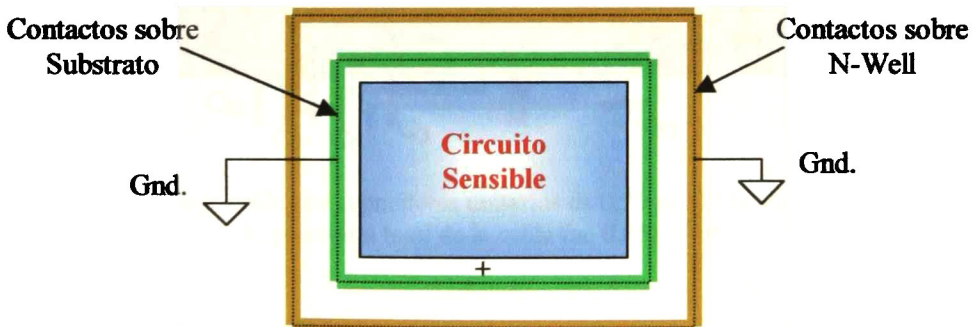 Contactos sobre
Substrato
Contactos sobre
N-Well
Circuito
Sensible
Gnd.
Gnd.
+